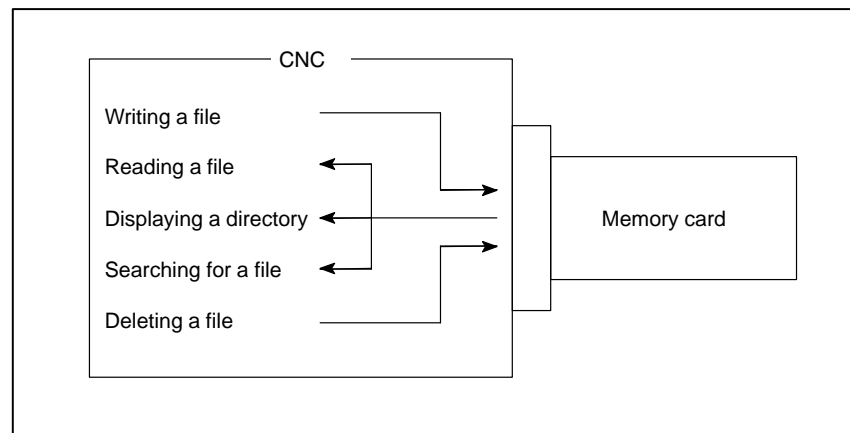 CNC
Writing a file
Reading a file
Displaying a directory
Memory card
Searching for a file
Deleting a file